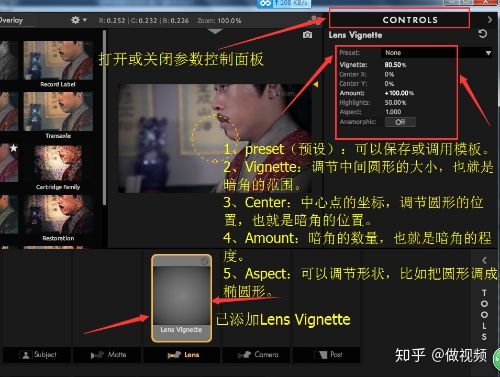 108 KB/s
Overlay
R: 0.252 | G: 0.232 | B: 0.226
Zoom: 100.0%
CONTROLS
Lens Vignette
打开或关闭参数控制面板
Preset: None
Vignette: 80.50%
Center X: 0%
Center Y: 0%
Amount: +100.00%
Highlights: 50.00%
Aspect: 1.000
Anamorphic: Off
Record Label
Transaxle
Cartridge Family
Restoration
1、preset（预设）：可以保存或调用模板。
2、Vignette：调节中间圆形的大小，也就是
暗角的范围。
3、Center：中心点的坐标，调节圆形的位
置，也就是暗角的位置。
4、Amount：暗角的数量，也就是暗角的程
度。
5、Aspect：可以调节形状，比如把圆形调成
椭圆形。
Lens Vignette
已添加Lens Vignette
TOOLS
Subject
Matte
Lens
Camera
Post
知乎 @做视频